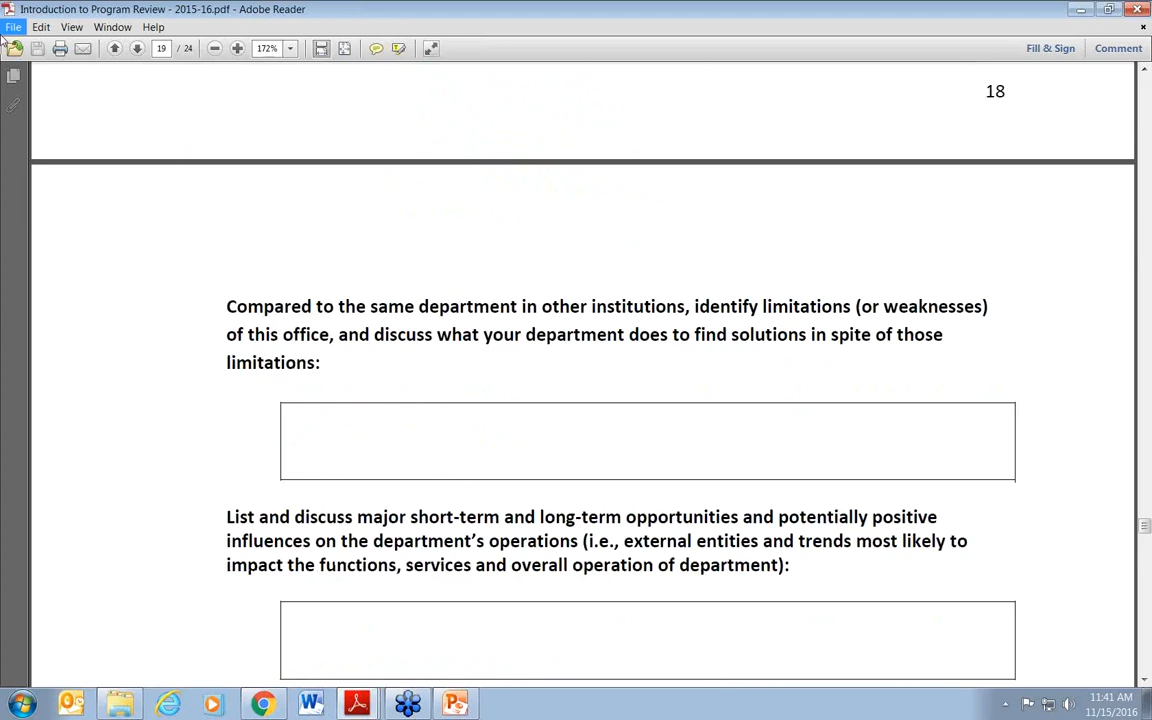 Introduction to Program Review - 2015-16.pdf - Adobe Reader
File Edit View Window Help
19 / 24 172% Fill & Sign Comment
18
Compared to the same department in other institutions, identify limitations (or weaknesses)
of this office, and discuss what your department does to find solutions in spite of those
limitations:
List and discuss major short-term and long-term opportunities and potentially positive
influences on the department's operations (i.e., external entities and trends most likely to
impact the functions, services and overall operation of department):
11:41 AM
11/15/2016